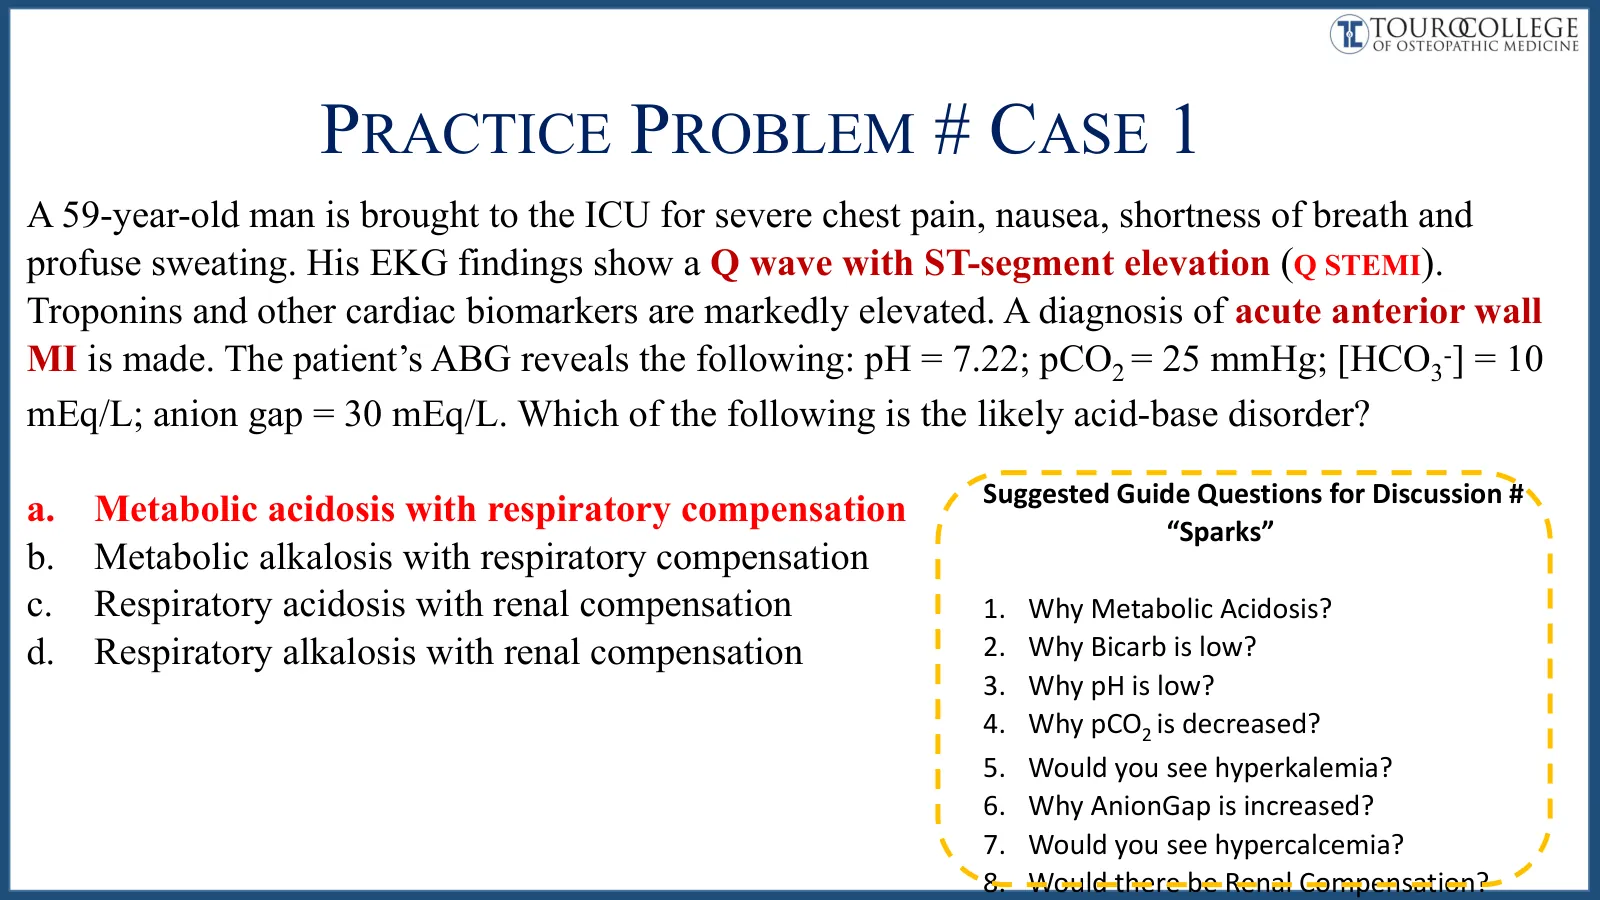 TOUROCOLLEGE
OF OSTEOPATHIC MEDICINE
PRACTICE PROBLEM # CASE 1
A 59-year-old man is brought to the ICU for severe chest pain, nausea, shortness of breath and
profuse sweating. His EKG findings show a Q wave with ST-segment elevation (Q STEMI).
Troponins and other cardiac biomarkers are markedly elevated. A diagnosis of acute anterior wall
MI is made. The patient’s ABG reveals the following: pH = 7.22; pCO2 = 25 mmHg; [HCO3-] = 10
mEq/L; anion gap = 30 mEq/L. Which of the following is the likely acid-base disorder?
a. Metabolic acidosis with respiratory compensation
b. Metabolic alkalosis with respiratory compensation
c. Respiratory acidosis with renal compensation
d. Respiratory alkalosis with renal compensation
Suggested Guide Questions for Discussion #
“Sparks”
1. Why Metabolic Acidosis?
2. Why Bicarb is low?
3. Why pH is low?
4. Why pCO2 is decreased?
5. Would you see hyperkalemia?
6. Why AnionGap is increased?
7. Would you see hypercalcemia?
8. Would there be Renal Compensation?